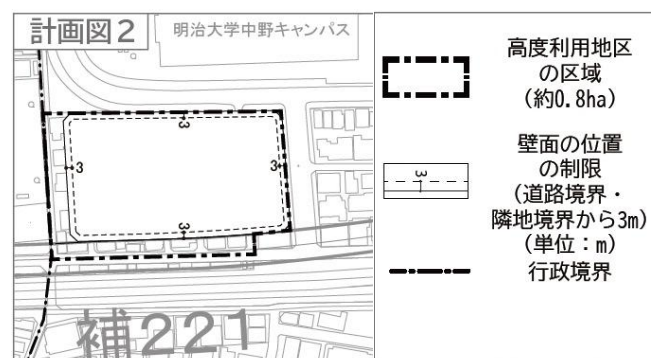 計画図2
明治大学中野キャンパス
3
3
3
3
補221
高度利用地区
の区域
(約0.8ha)
3
壁面の位置
の制限
(道路境界・
隣地境界から3m)
(単位：m)
行政境界